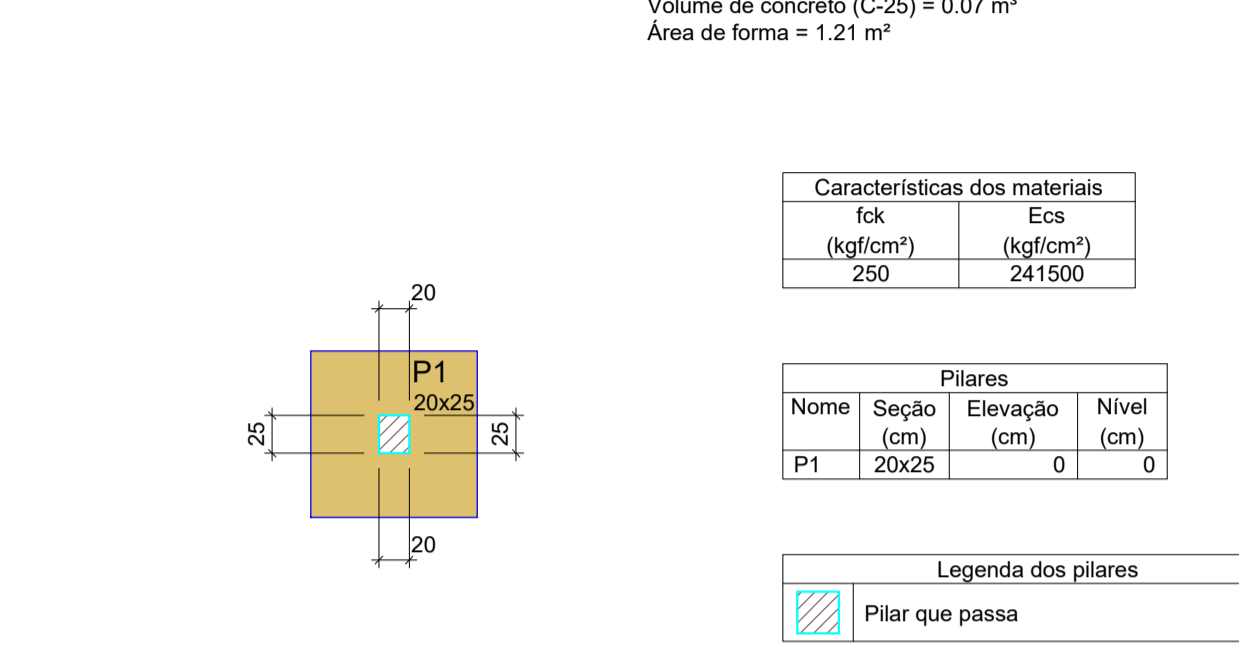 Volume de concreto (C-25) = 0.07 m³
Área de forma = 1.21 m²
Características dos materiais
fck Ecs
(kgf/cm²) (kgf/cm²)
250 241500
20
P1
20x25
25 25
20
Pilares
Nome Seção Elevação Nível
(cm) (cm) (cm)
P1 20x25 0 0
Legenda dos pilares
Pilar que passa